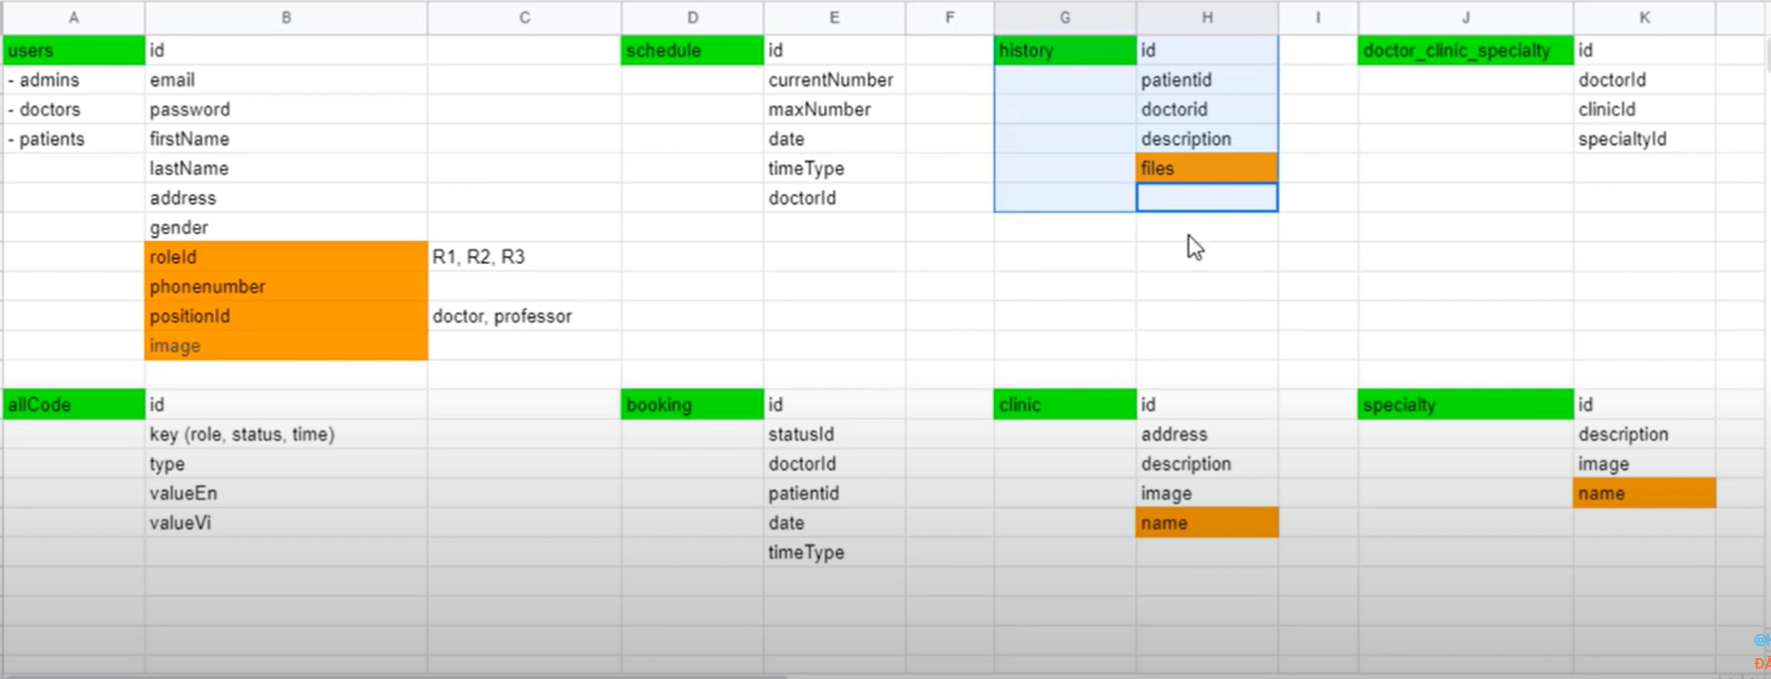 A B C D E F G H I J K
users id schedule id history id doctor_clinic_specialty id
- admins email currentNumber patientid doctorId
- doctors password maxNumber doctorid clinicId
- patients firstName date description specialtyId
lastName timeType files
address doctorId
gender
roleId R1, R2, R3
phonenumber
positionId doctor, professor
image
allCode id booking id clinic id specialty id
key (role, status, time) statusId address description
type doctorId description image
valueEn patientid image name
valueVi date name
timeType